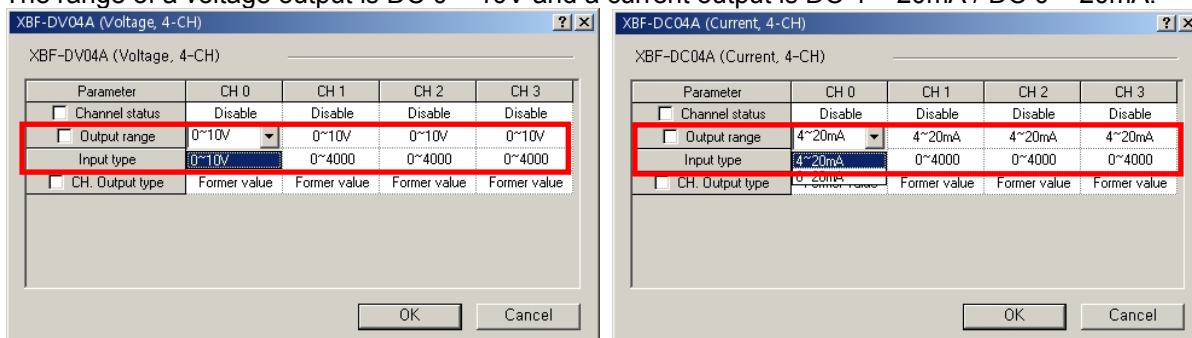 The range of a voltage output is DC 0 ~ 10V and a current output is DC 4 ~ 20mA / DC 0 ~ 20mA.
XBF-DV04A (Voltage, 4-CH)
XBF-DV04A (Voltage, 4-CH)
Parameter CH 0 CH 1 CH 2 CH 3
Channel status Disable Disable Disable Disable
Output range 0~10V 0~10V 0~10V 0~10V
Input type 0~10V 0~4000 0~4000 0~4000
CH. Output type Former value Former value Former value Former value
OK Cancel
XBF-DC04A (Current, 4-CH)
XBF-DC04A (Current, 4-CH)
Parameter CH 0 CH 1 CH 2 CH 3
Channel status Disable Disable Disable Disable
Output range 4~20mA 4~20mA 4~20mA 4~20mA
Input type 4~20mA 0~4000 0~4000 0~4000
0~20mA
CH. Output type Former value Former value Former value Former value
OK Cancel